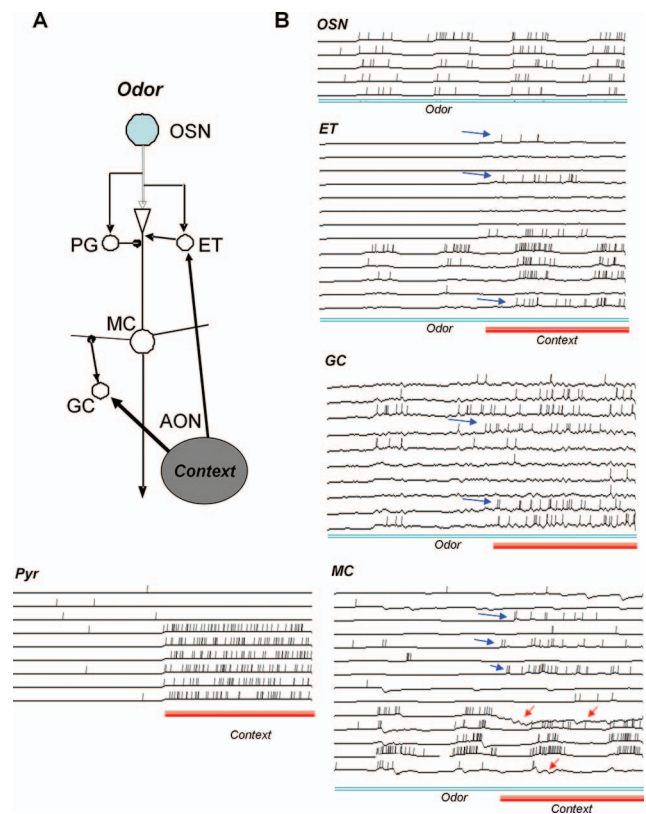 A
B
OSN
Odor
OSN
Odor
ET
PG
ET
MC
GC
AON
Context
Odor
Context
GC
Odor
Pyr
Context
MC
Odor
Context